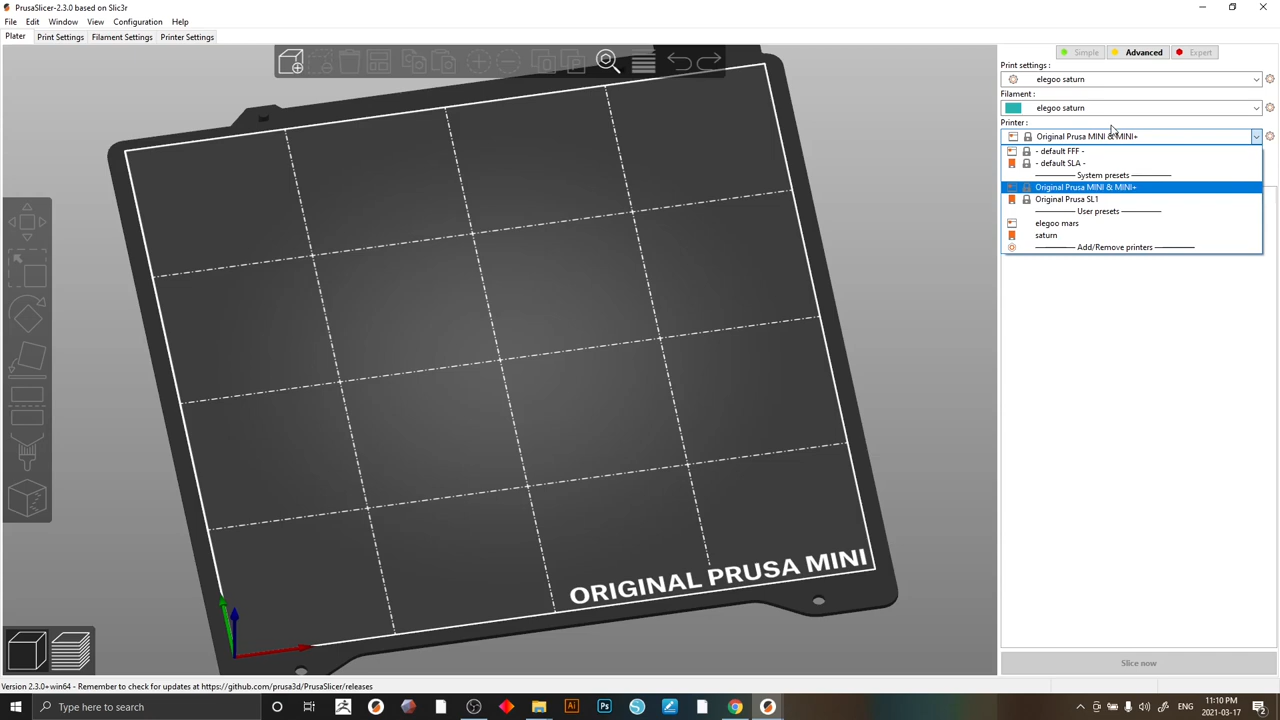 PrusaSlicer-2.3.0 based on Slic3r
File Edit Window View Configuration Help
Plater Print Settings Filament Settings Printer Settings
Simple Advanced Expert
Print settings :
elegoo saturn
Filament :
elegoo saturn
Printer :
Original Prusa MINI & MINI+
- default FFF -
- default SLA -
System presets
Original Prusa MINI & MINI+
Original Prusa SL1
User presets
elegoo mars
saturn
Add/Remove printers
ORIGINAL PRUSA MINI
Slice now
Version 2.3.0+win64 - Remember to check for updates at https://github.com/prusa3d/PrusaSlicer/releases
Type here to search
11:10 PM
2021-03-17
2